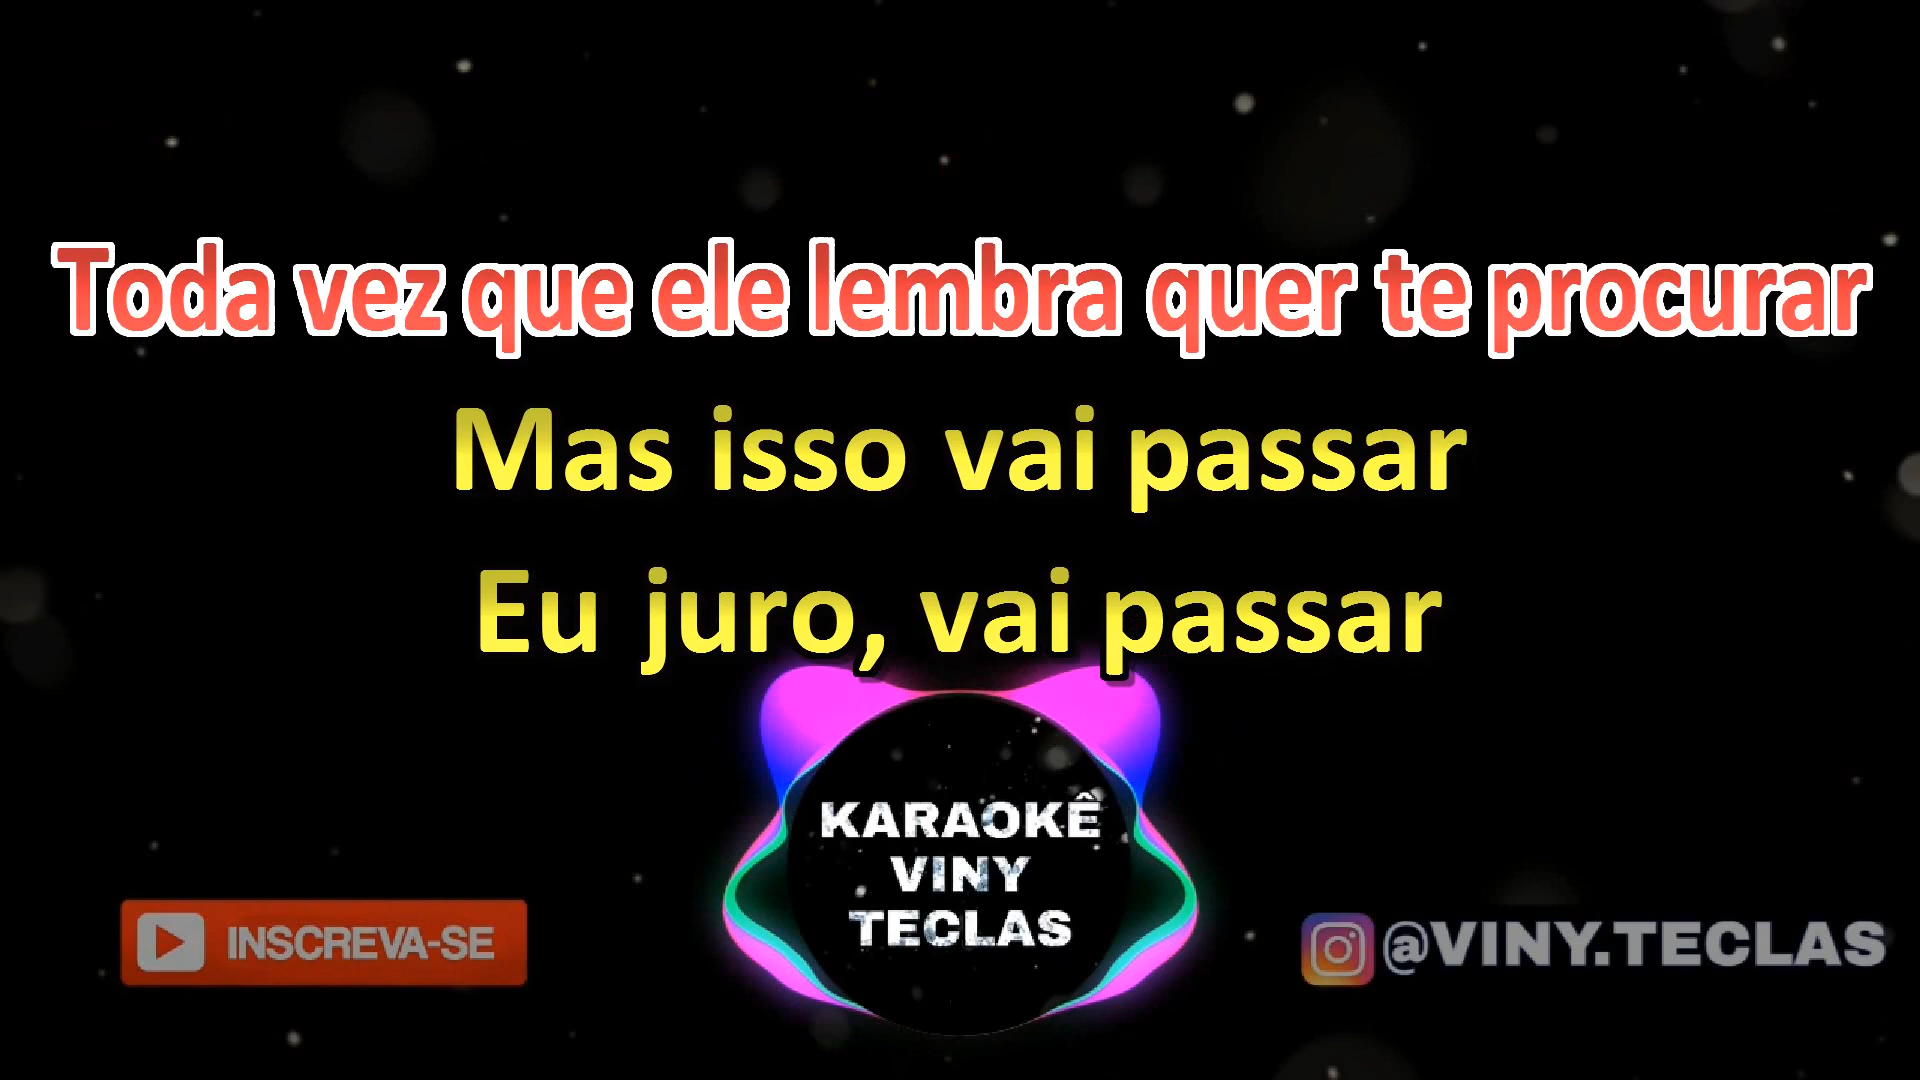 Toda vez que ele lembra quer te procurar
Mas isso vai passar
Eu juro, vai passar
KARAOKÊ
VINY
TECLAS
INSCREVA-SE
@VINY.TECLAS